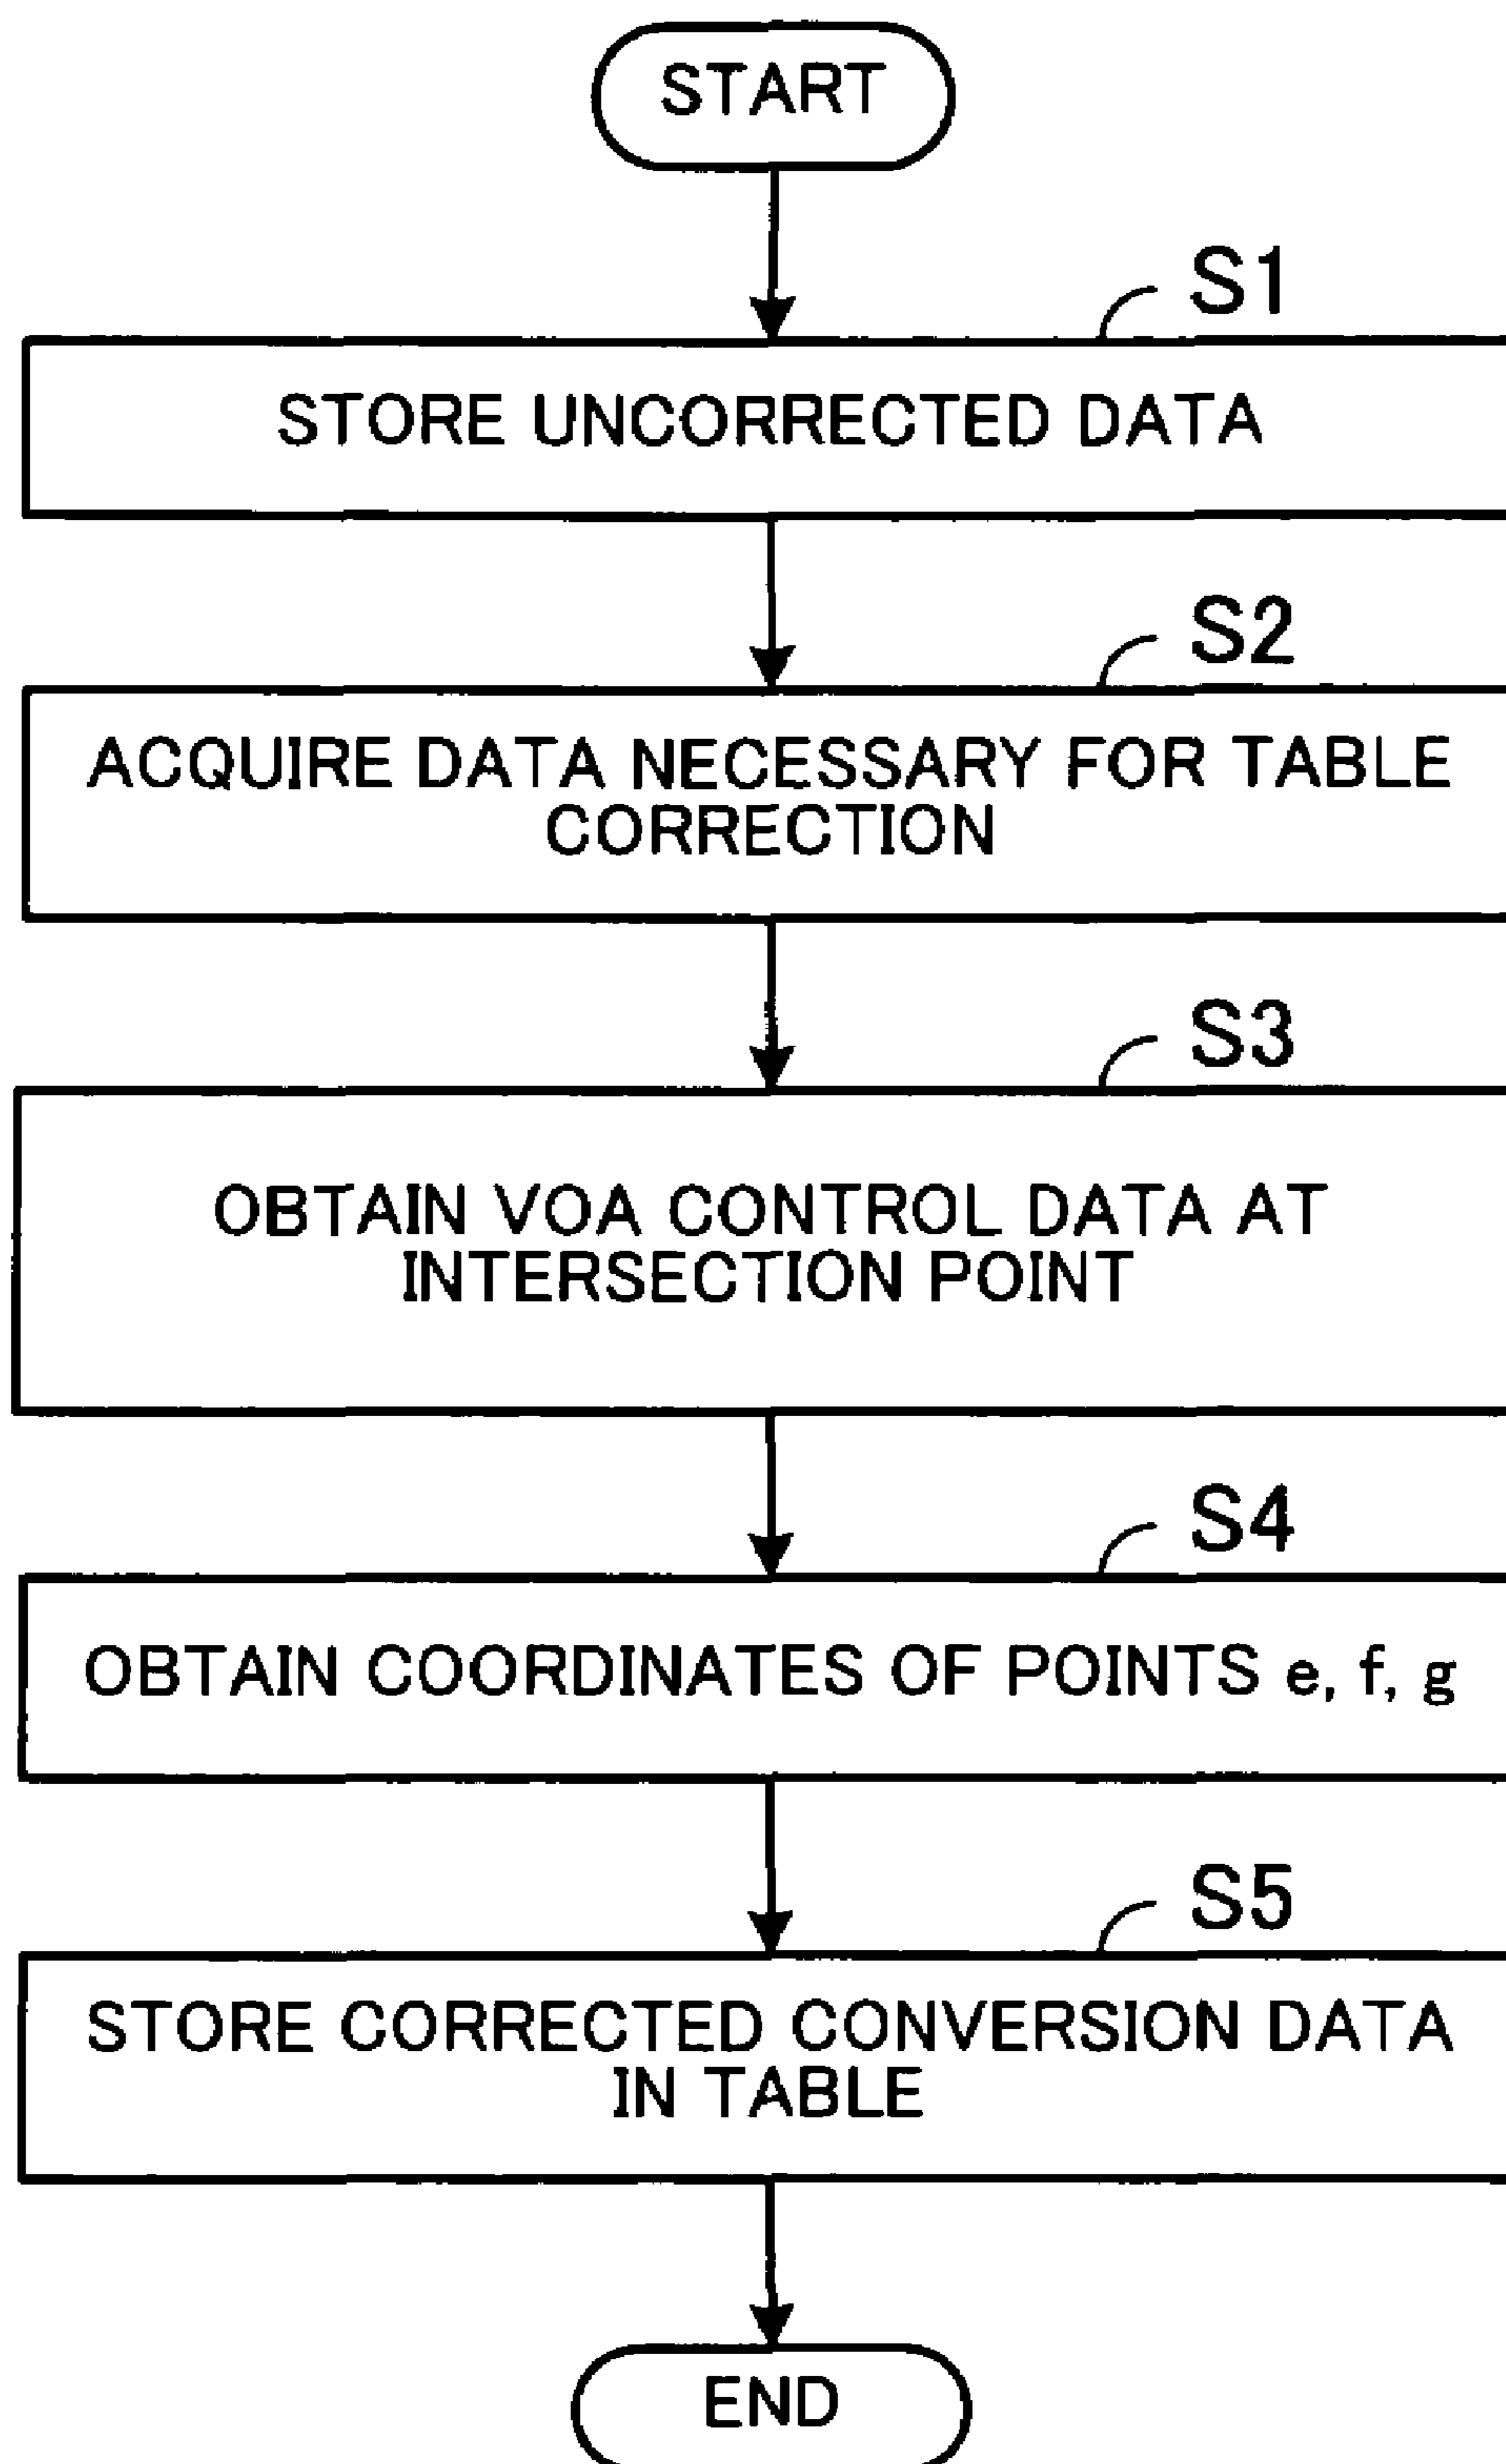 START
S1
STORE UNCORRECTED DATA
S2
ACQUIRE DATA NECESSARY FOR TABLE
CORRECTION
S3
OBTAIN VOA CONTROL DATA AT
INTERSECTION POINT
S4
OBTAIN COORDINATES OF POINTS e, f, g
S5
STORE CORRECTED CONVERSION DATA
IN TABLE
END